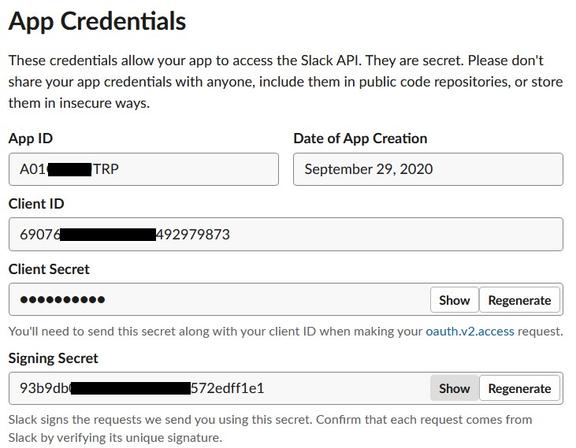 App Credentials
These credentials allow your app to access the Slack API. They are secret. Please don't
share your app credentials with anyone, include them in public code repositories, or store
them in insecure ways.
App ID
Date of App Creation
A01 TRP
September 29, 2020
Client ID
69076 492979873
Client Secret
●●●●●●●●●●
Show
Regenerate
You'll need to send this secret along with your client ID when making your oauth.v2.access request.
Signing Secret
93b9db 572edff1e1
Show
Regenerate
Slack signs the requests we send you using this secret. Confirm that each request comes from
Slack by verifying its unique signature.